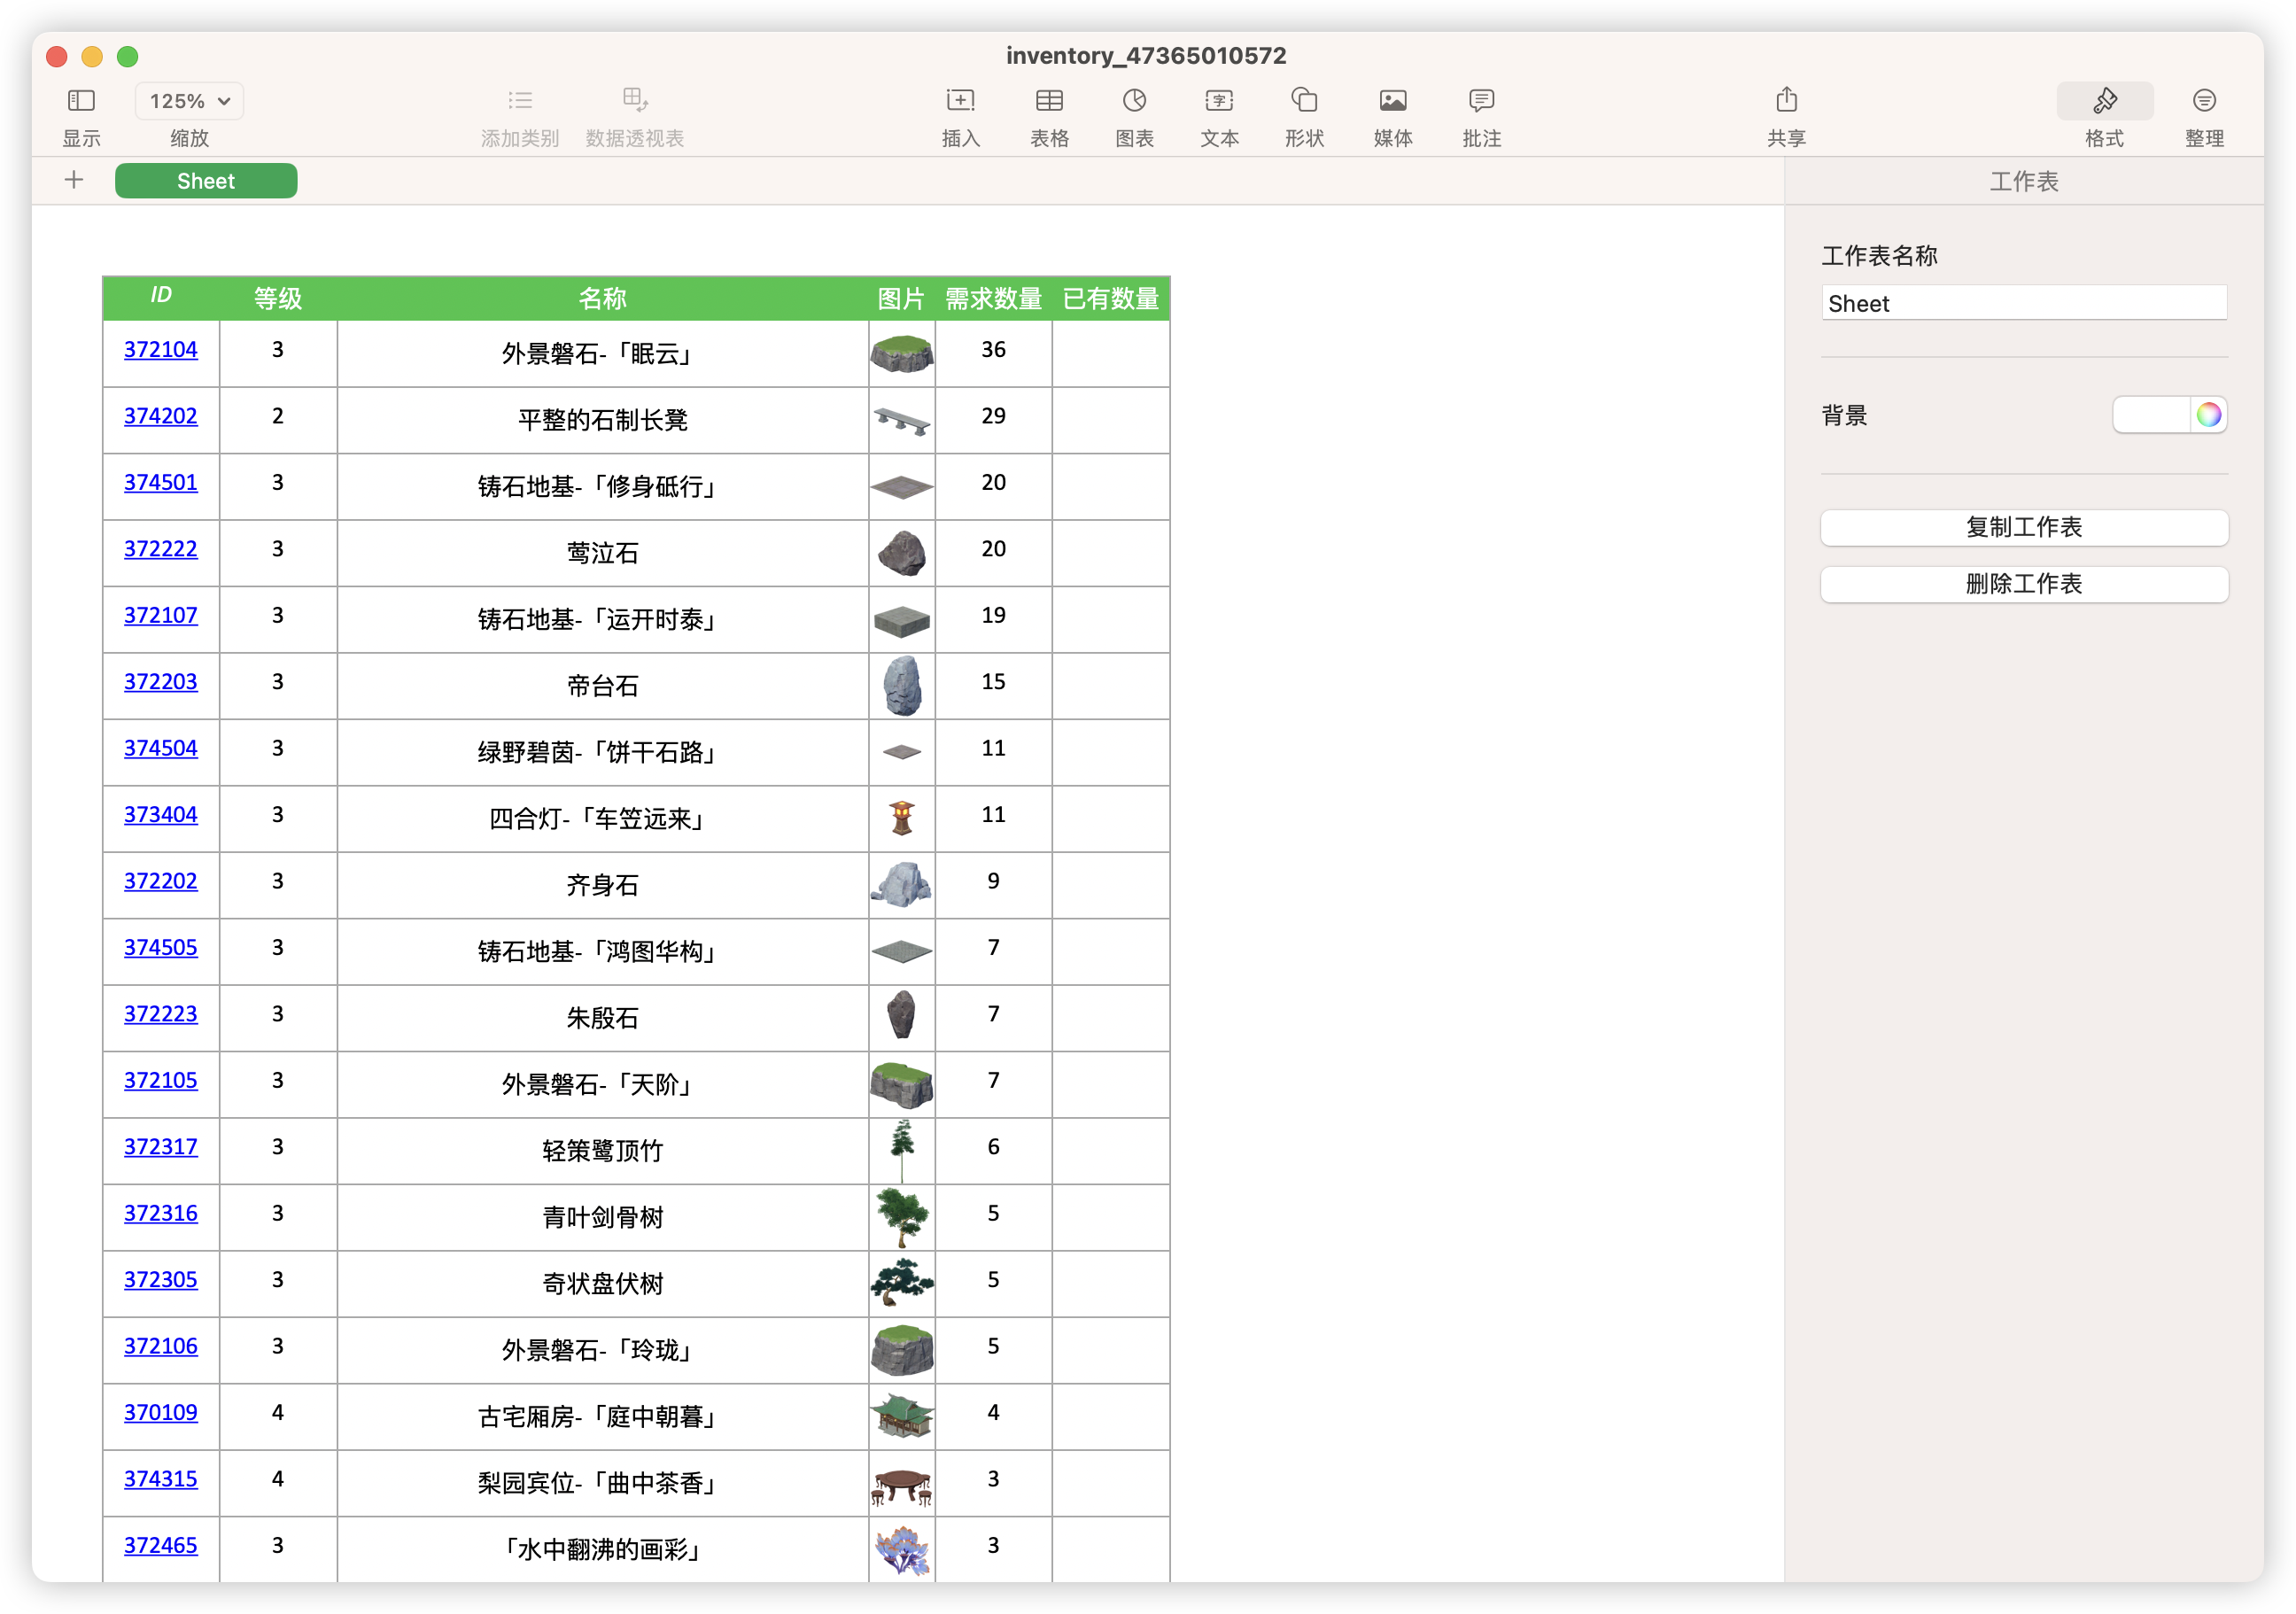 inventory_47365010572
显示
125%
缩放
添加类别
数据透视表
插入
表格
图表
文本
形状
媒体
批注
共享
格式
整理
Sheet
工作表
ID 等级 名称 图片 需求数量 已有数量
372104 3 外景磐石-「眠云」 36
374202 2 平整的石制长凳 29
374501 3 铸石地基-「修身砥行」 20
372222 3 莺泣石 20
372107 3 铸石地基-「运开时泰」 19
372203 3 帝台石 15
374504 3 绿野碧茵-「饼干石路」 11
373404 3 四合灯-「车笠远来」 11
372202 3 齐身石 9
374505 3 铸石地基-「鸿图华构」 7
372223 3 朱殷石 7
372105 3 外景磐石-「天阶」 7
372317 3 轻策鹭顶竹 6
372316 3 青叶剑骨树 5
372305 3 奇状盘伏树 5
372106 3 外景磐石-「玲珑」 5
370109 4 古宅厢房-「庭中朝暮」 4
374315 4 梨园宾位-「曲中茶香」 3
372465 3 「水中翻沸的画彩」 3
工作表名称
Sheet
背景
复制工作表
删除工作表